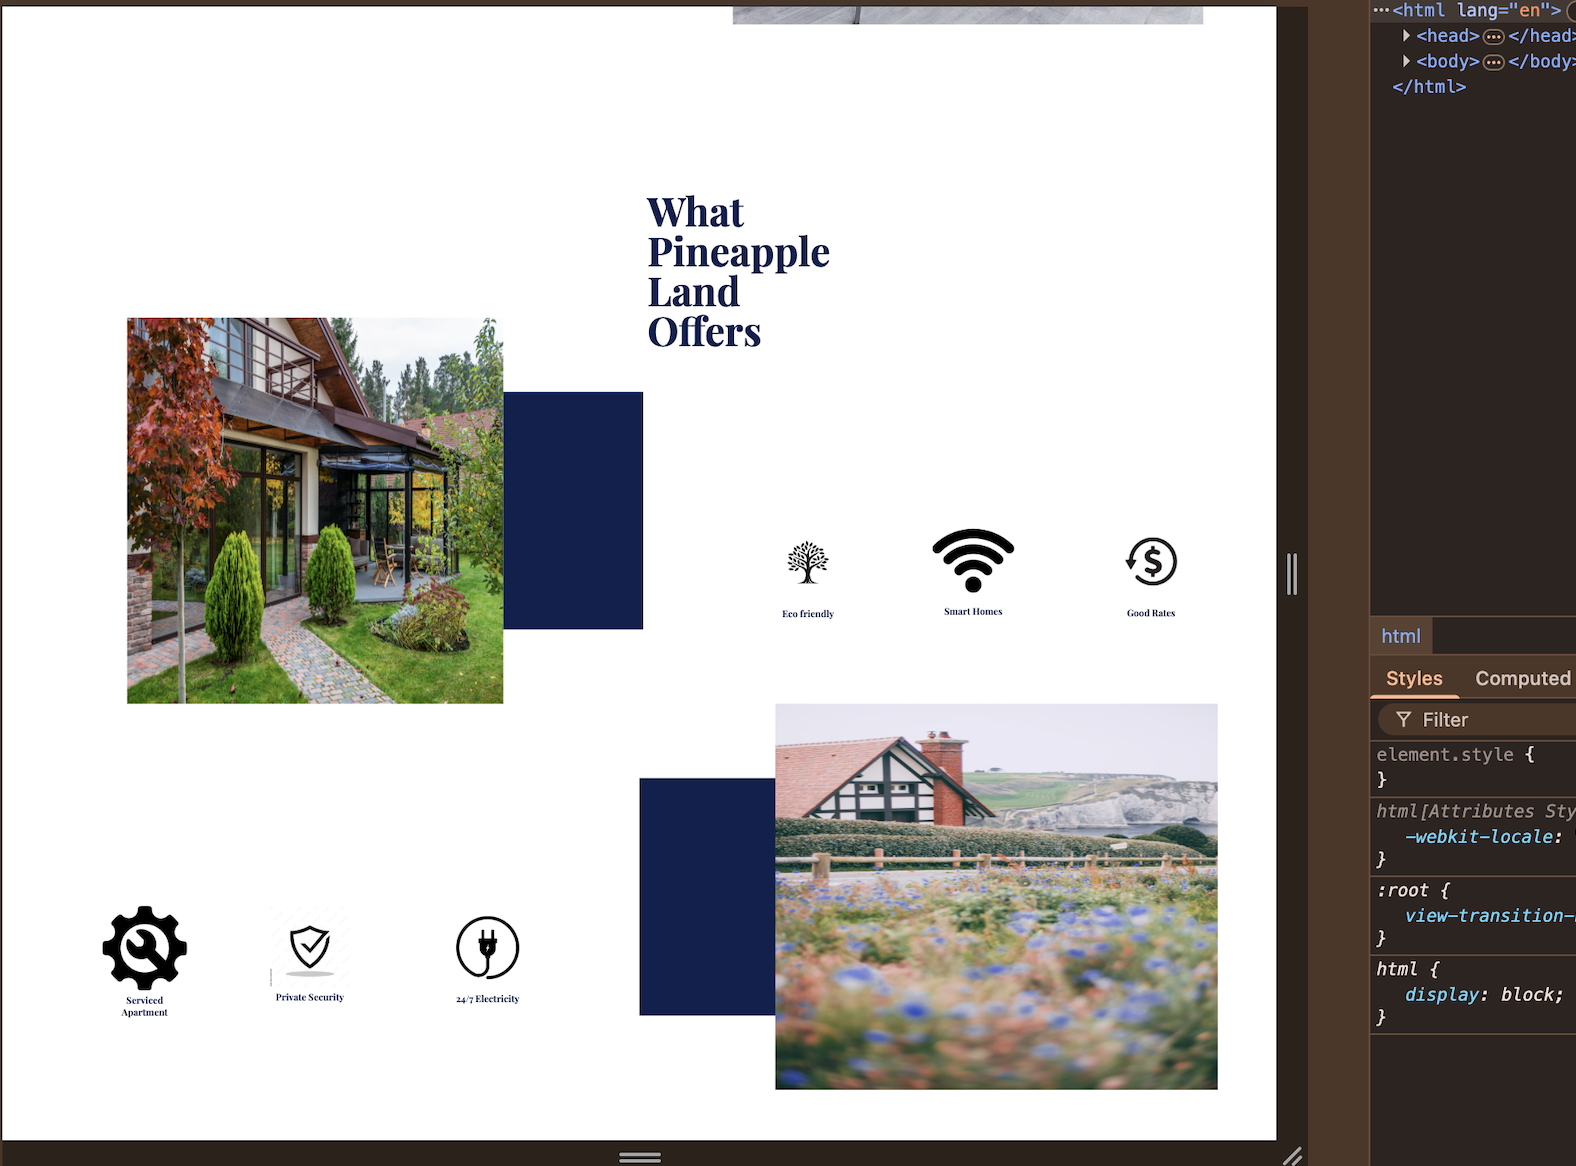 What
Pineapple
Land
Offers
Eco friendly
Smart Homes
Good Rates
Serviced
Apartment
Private Security
24/7 Electricity
<html lang="en">
<head> </head>
<body> </body>
</html>
html
Styles
Computed
Filter
element.style {
}
html[Attributes Sty
-webkit-locale:
}
:root {
view-transition-
}
html {
display: block;
}